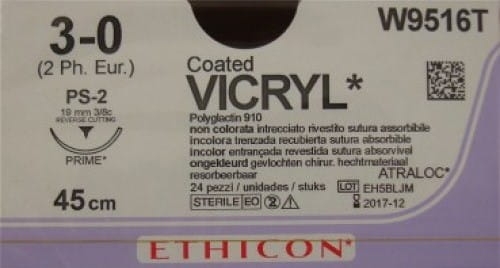 3-0
(2 Ph. Eur.)
PS-2
19 mm 3/8c
REVERSE CUTTING
PRIME*
45 cm
W9516T
Coated
VICRYL*
Polyglactin 910
non colorata intrecciato rivestito sutura assorbibile
incolora trenzada recubierta sutura absorbible
incolor entrançada revestida sutura absorvível
ongekleurd gevlochten chirur. hechtmateriaal
resorbeerbaar
ATRALOC*
24 pezzi / unidades / stuks
LOT EH5BLJM
STERILE EO 2
2017-12
ETHICON*